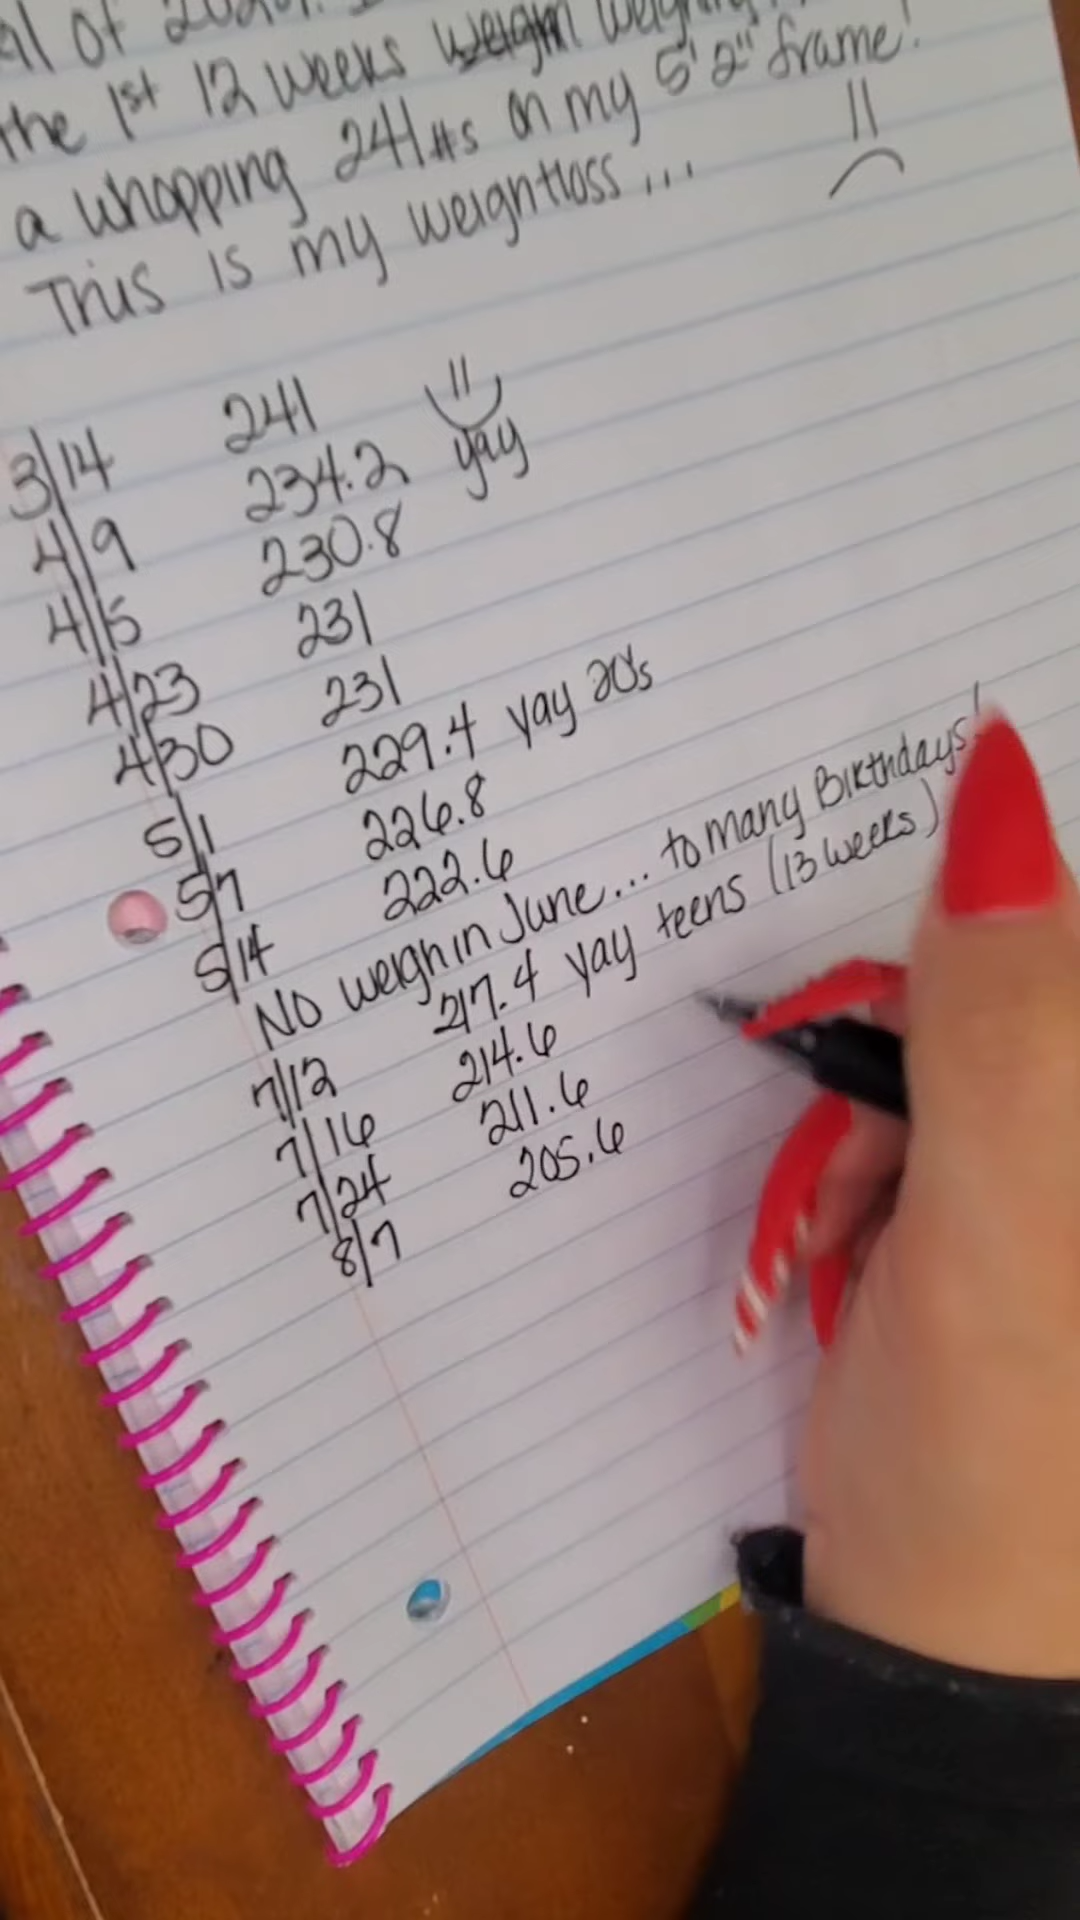 of
the 1st 12 weeks weighing
a whopping 241#s on my 5'2" frame!
This is my weightloss...
3|14 241
4|9 234.2 yay
4|15 230.8
4|23 231
4|30 231
5|1 229.4 yay 20's
5|7 226.8
5|14 222.6
No weighin June... to many Birthdays!
7|12 217.4 yay teens (13 weeks)
7|16 214.6
7|24 211.6
8|7 205.6